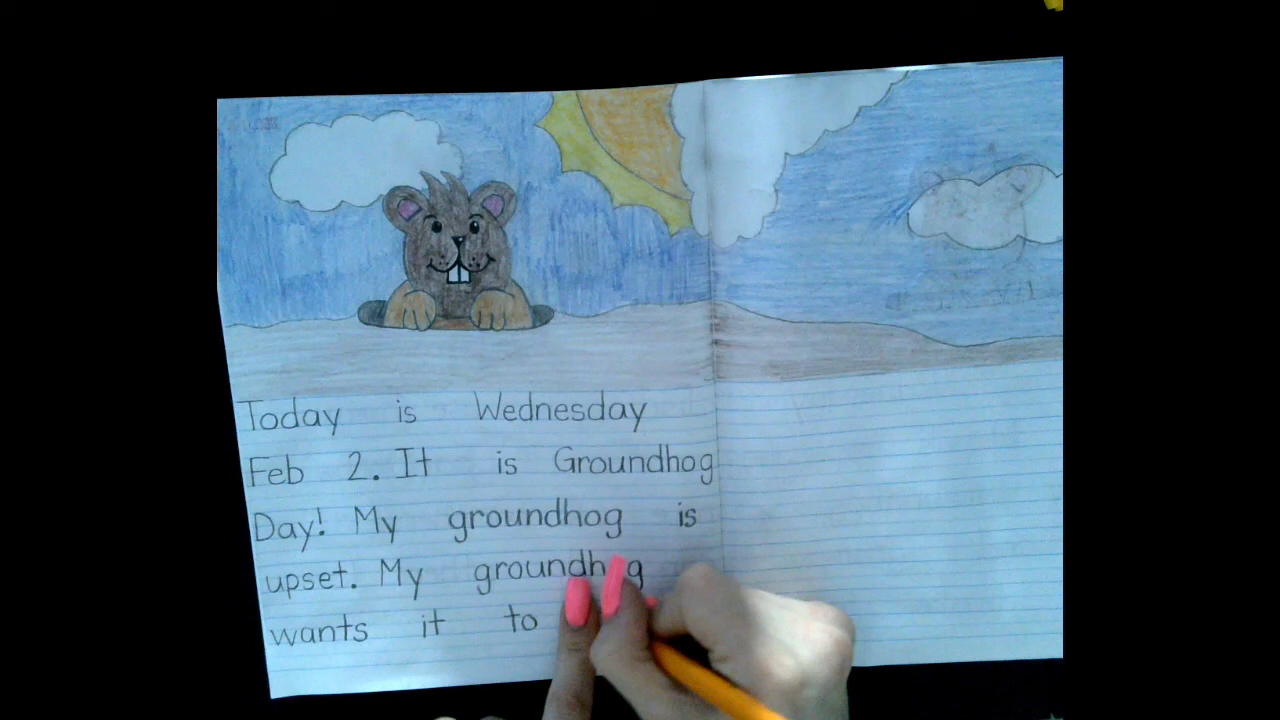 Today is Wednesday
Feb 2. It is Groundhog
Day! My groundhog is
upset. My groundhog
wants it to